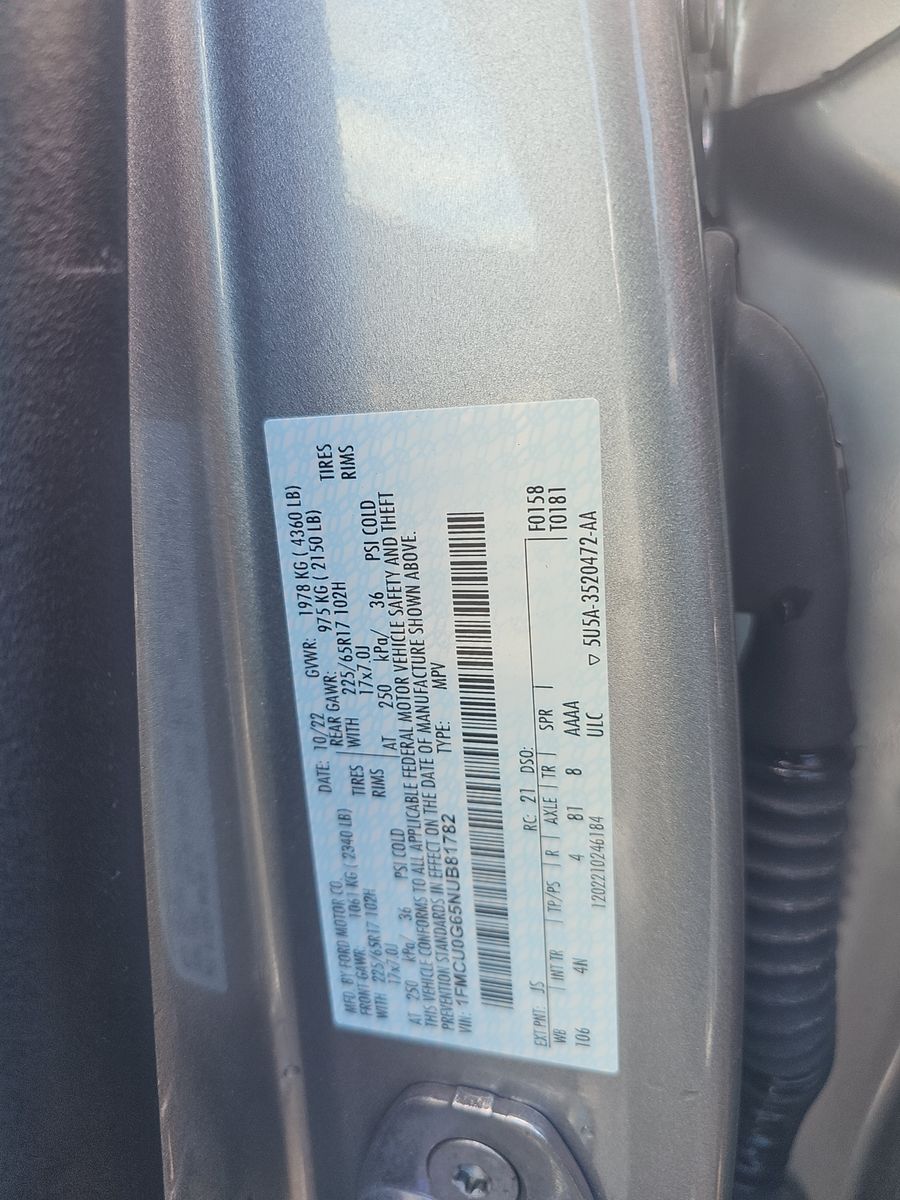 MFD. BY FORD MOTOR CO. DATE: 10/22 GVWR: 1978 KG ( 4360 LB)
FRONT GAWR: 1061 KG ( 2340 LB) REAR GAWR: 975 KG ( 2150 LB)
WITH 225/65R17 102H TIRES WITH 225/65R17 102H TIRES
17x7.0J RIMS 17x7.0J RIMS
AT 250 kPa/ 36 PSI COLD AT 250 kPa/ 36 PSI COLD
THIS VEHICLE CONFORMS TO ALL APPLICABLE FEDERAL MOTOR VEHICLE SAFETY AND THEFT
PREVENTION STANDARDS IN EFFECT ON THE DATE OF MANUFACTURE SHOWN ABOVE.
VIN: 1FMCU0G65NUB81782 TYPE: MPV
EXT PNT: JS RC: 21 DSO: F0158
WB INT TR TP/PS R AXLE TR SPR T0181
106 4N 4 81 8 AAAA
1202210246184 ULC ▽ 5U5A-3520472-AA